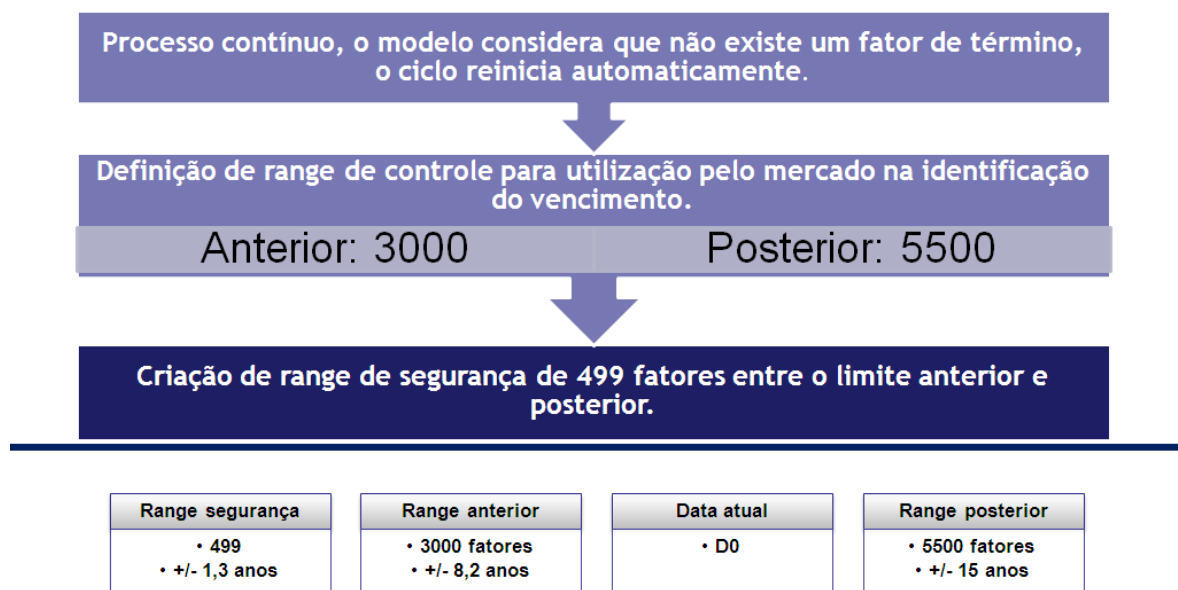 Processo contínuo, o modelo considera que não existe um fator de término,
o ciclo reinicia automaticamente.
Definição de range de controle para utilização pelo mercado na identificação
do vencimento.
Anterior: 3000
Posterior: 5500
Criação de range de segurança de 499 fatores entre o limite anterior e
posterior.
Range segurança
• 499
• +/- 1,3 anos
Range anterior
• 3000 fatores
• +/- 8,2 anos
Data atual
• D0
Range posterior
• 5500 fatores
• +/- 15 anos